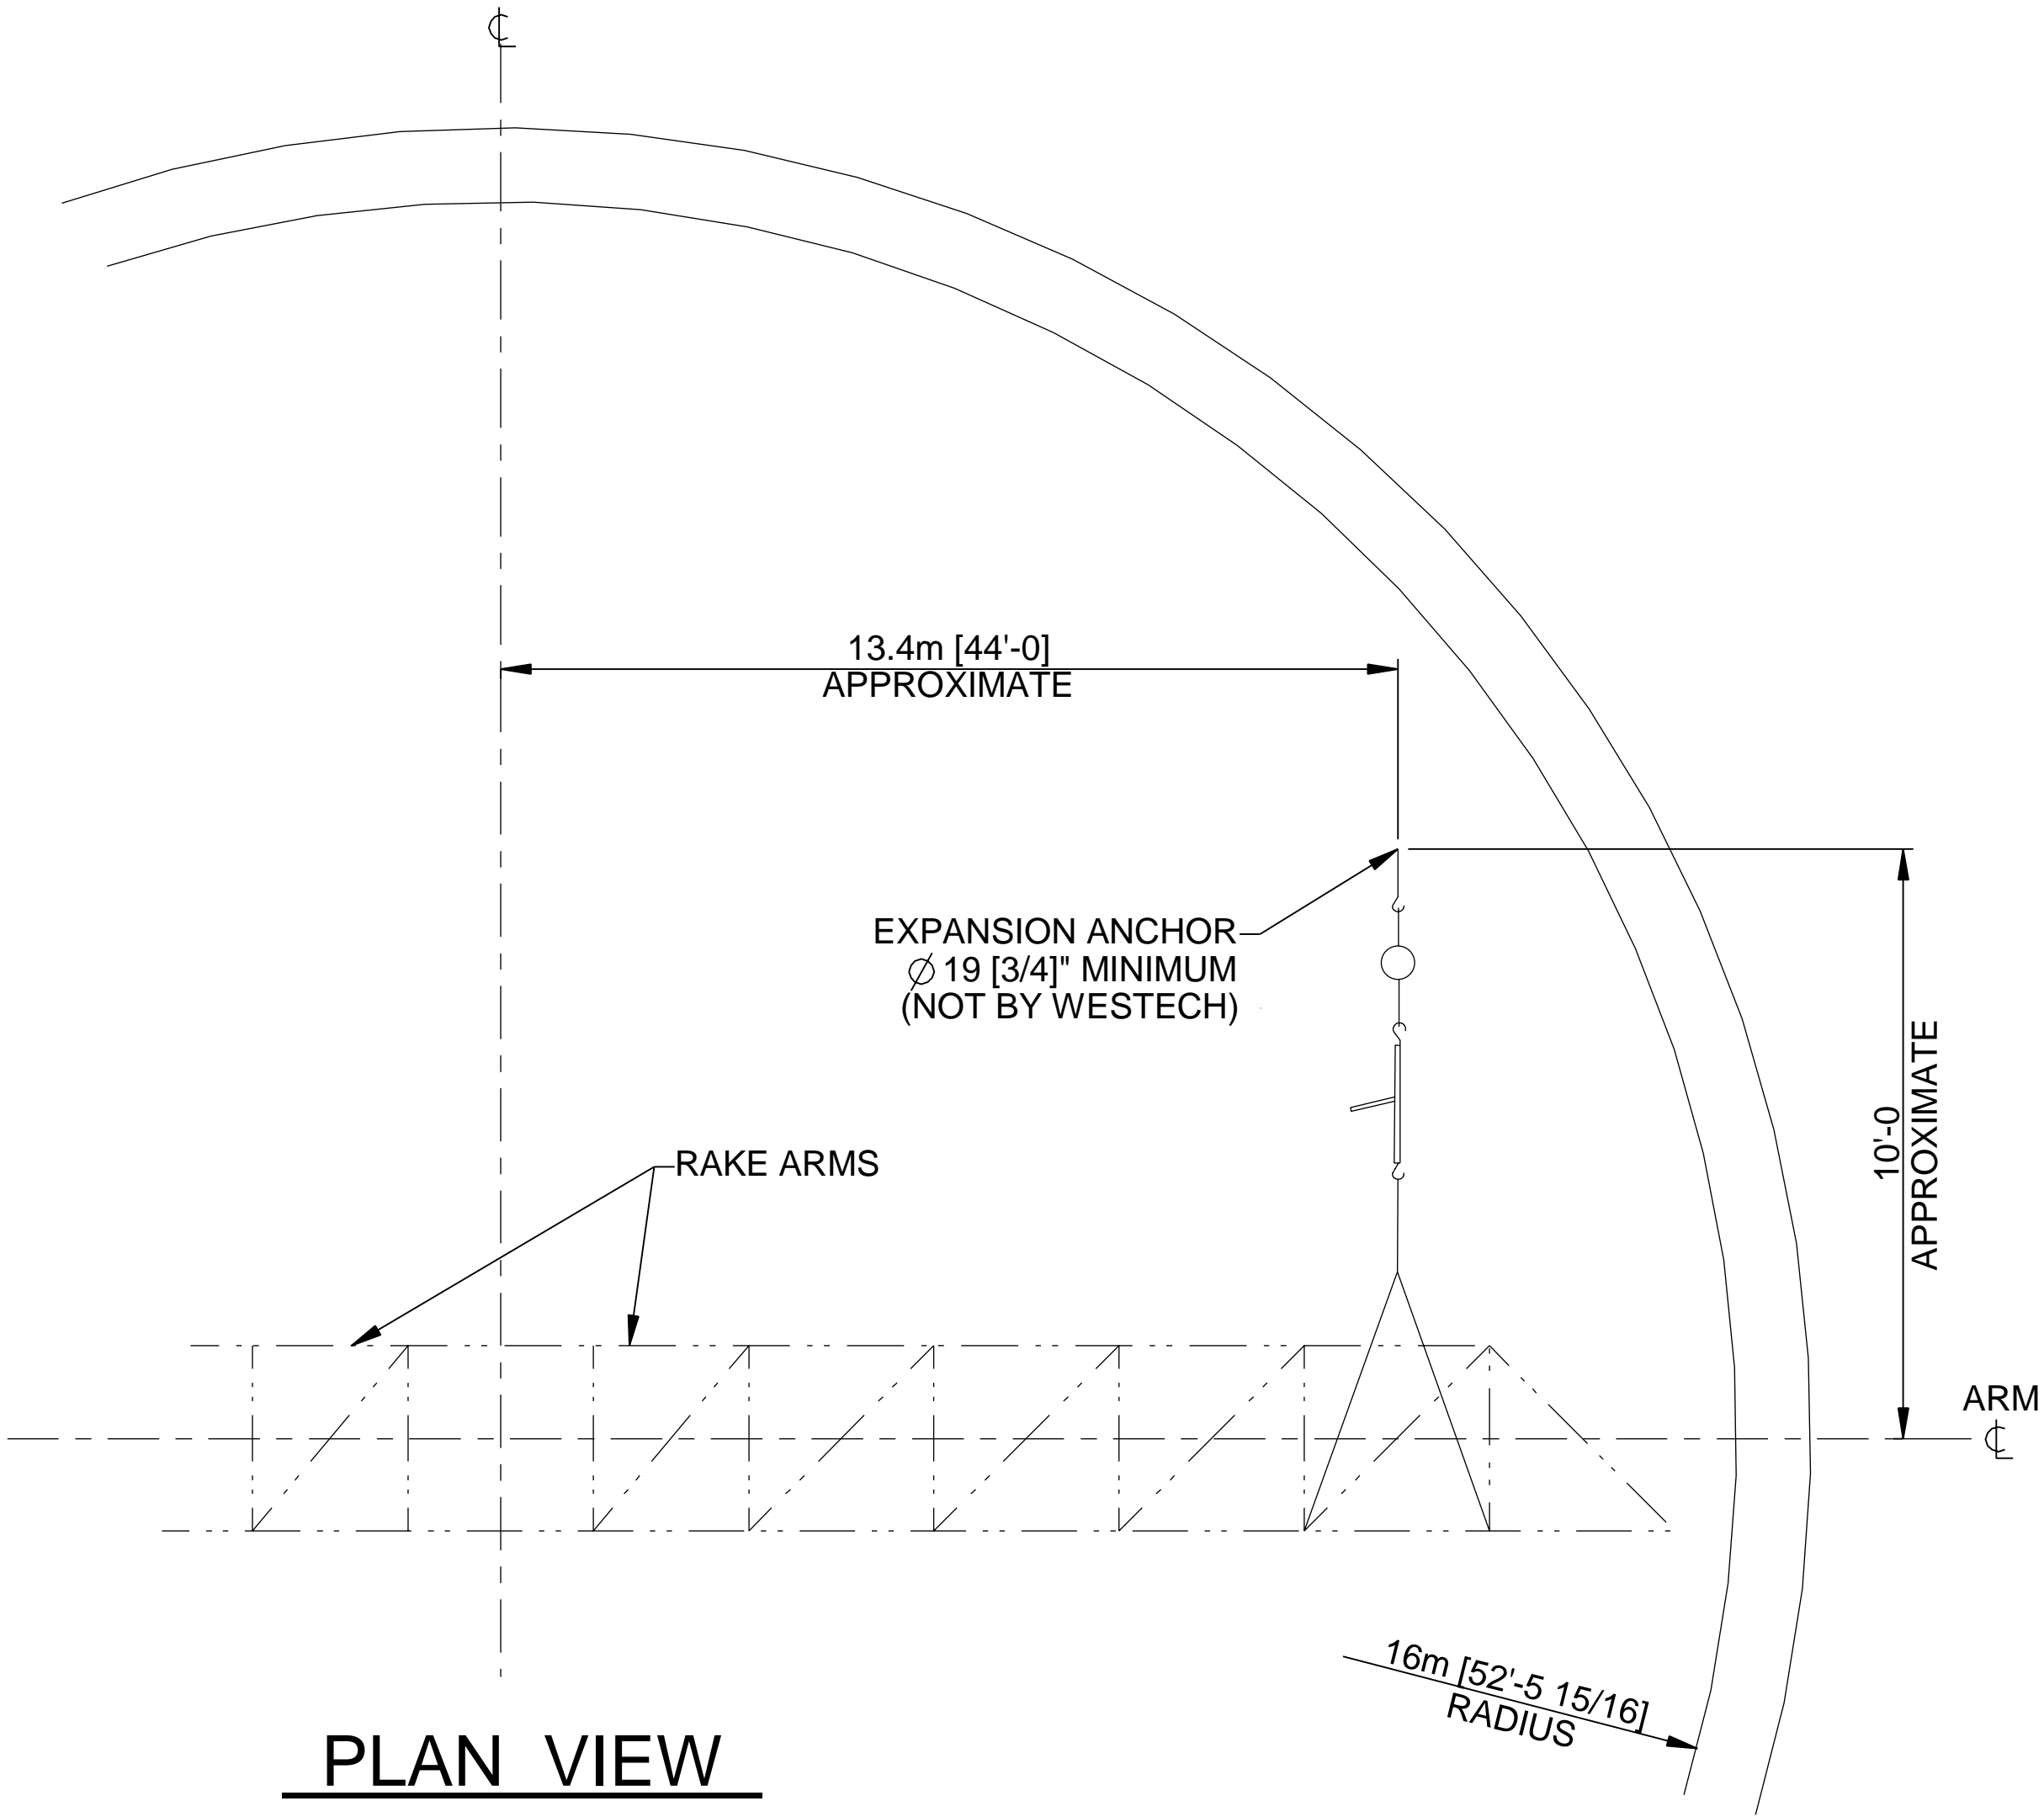 ℄
13.4m [44'-0]
APPROXIMATE
EXPANSION ANCHOR
⌀ 19 [3/4]" MINIMUM
(NOT BY WESTECH)
10'-0
APPROXIMATE
RAKE ARMS
ARM
℄
16m [52'-5 15/16]
RADIUS
PLAN VIEW